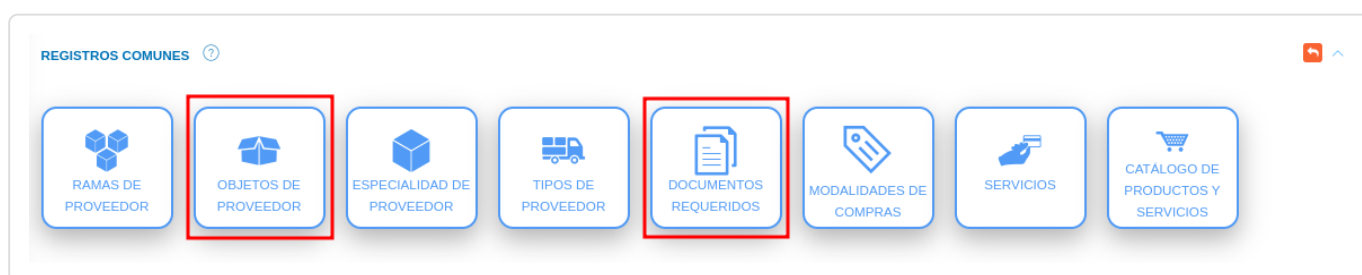 REGISTROS COMUNES ?
RAMAS DE
PROVEEDOR
OBJETOS DE
PROVEEDOR
ESPECIALIDAD DE
PROVEEDOR
TIPOS DE
PROVEEDOR
DOCUMENTOS
REQUERIDOS
MODALIDADES DE
COMPRAS
SERVICIOS
CATÁLOGO DE
PRODUCTOS Y
SERVICIOS